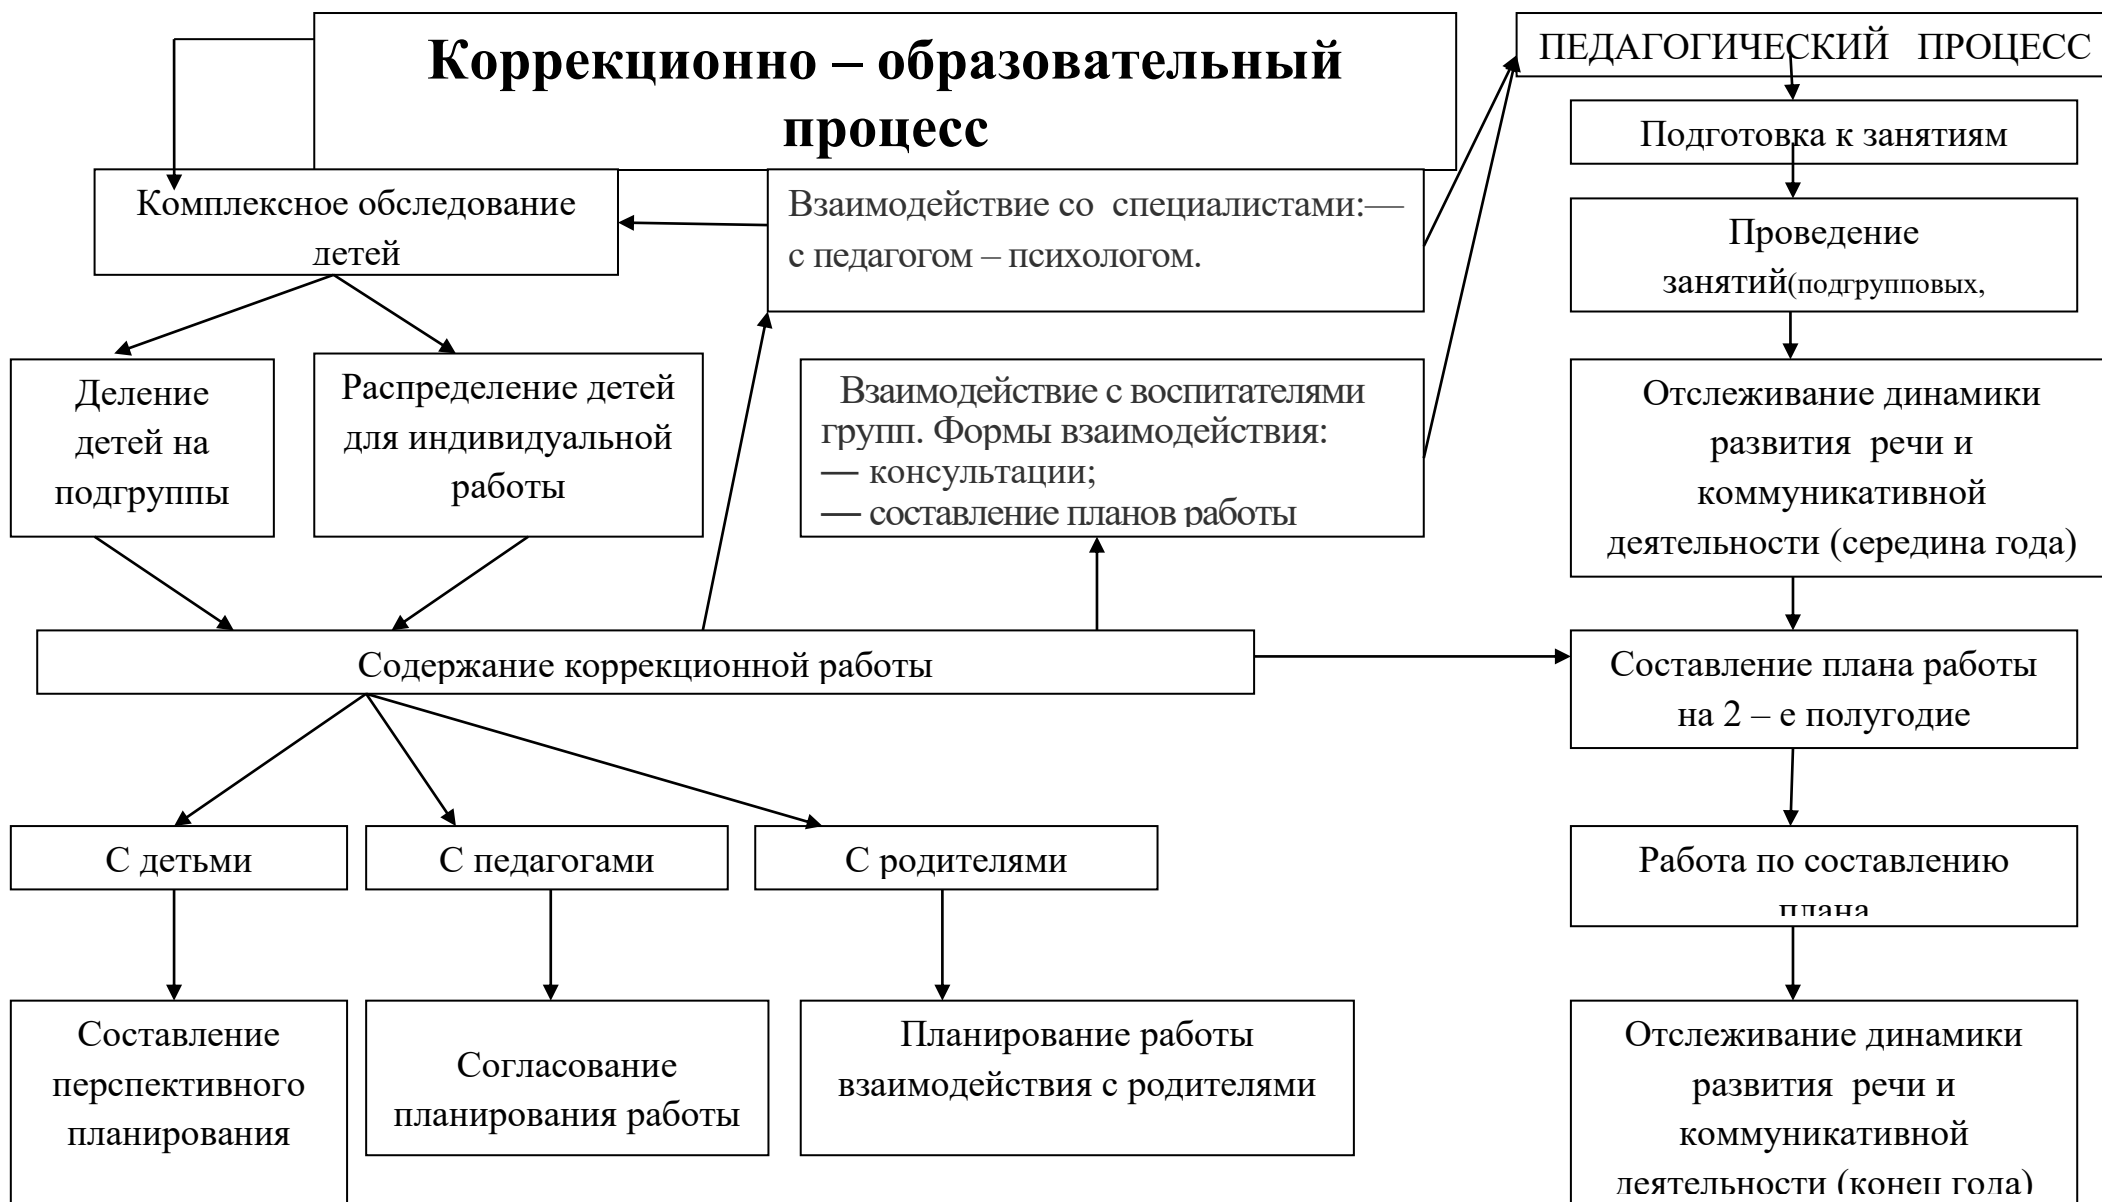 Коррекционно – образовательный
процесс
ПЕДАГОГИЧЕСКИЙ ПРОЦЕСС
Подготовка к занятиям
Комплексное обследование
детей
Взаимодействие со специалистами:—
с педагогом – психологом.
Проведение
занятий(подгрупповых,
Деление
детей на
подгруппы
Распределение детей
для индивидуальной
работы
Взаимодействие с воспитателями
групп. Формы взаимодействия:
— консультации;
— составление планов работы
Отслеживание динамики
развития речи и
коммуникативной
деятельности (середина года)
Содержание коррекционной работы
Составление плана работы
на 2 – е полугодие
С детьми
С педагогами
С родителями
Работа по составлению
плана
Составление
перспективного
планирования
Согласование
планирования работы
Планирование работы
взаимодействия с родителями
Отслеживание динамики
развития речи и
коммуникативной
деятельности (конец года)